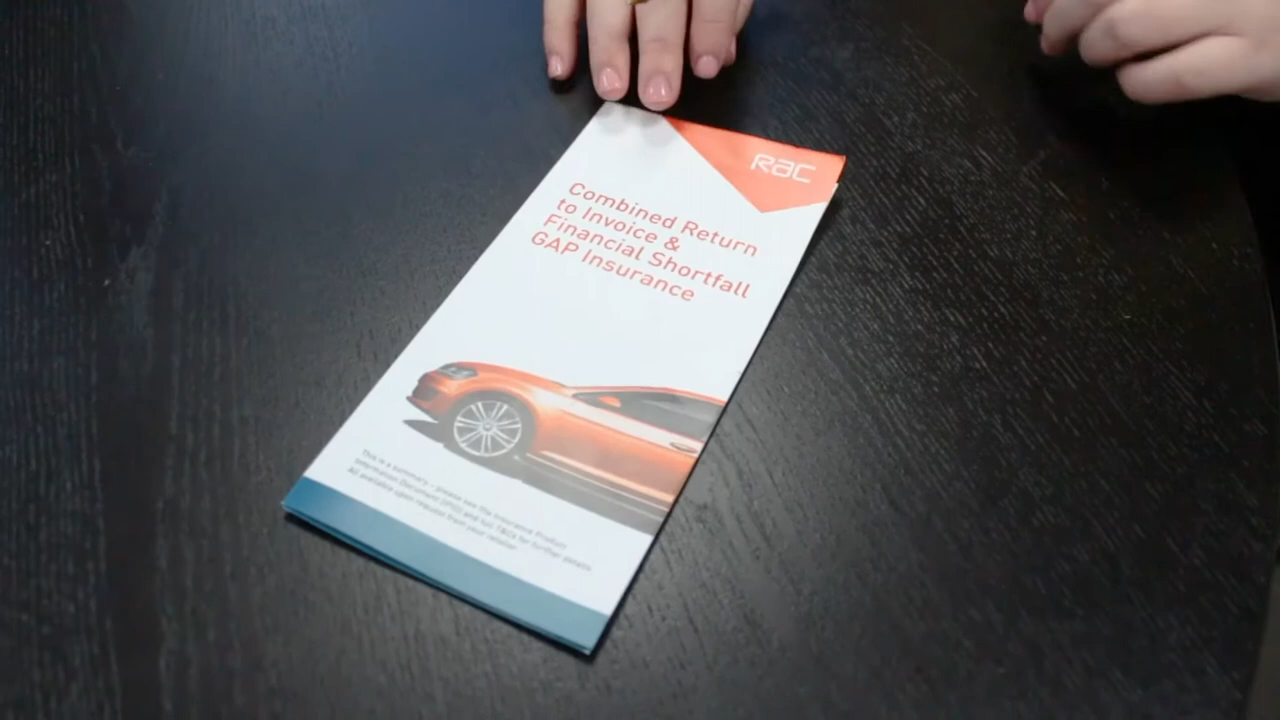 RAC
Combined Return
to Invoice &
Financial Shortfall
GAP Insurance
This is a summary - please see the Insurance Product
Information Document (IPID) and full T&Cs for further details.
All available upon request from your retailer.